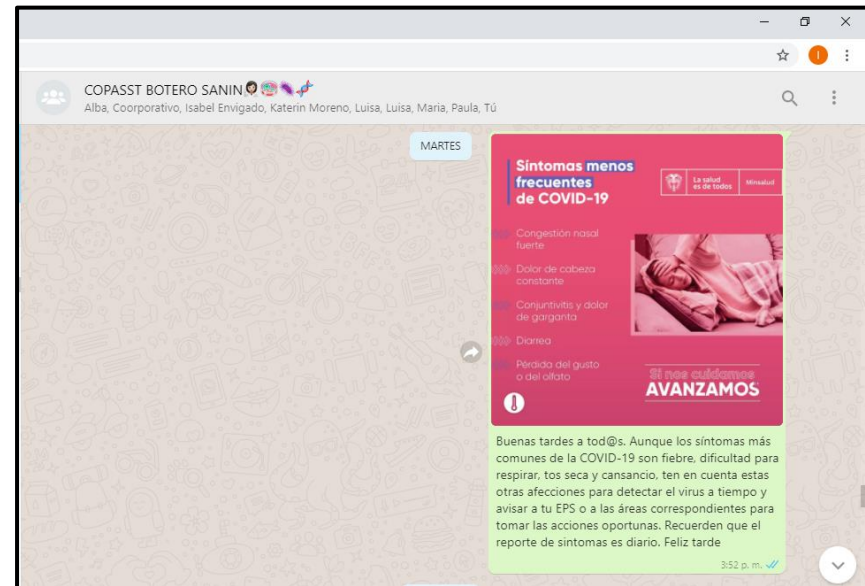 COPASST BOTERO SANIN
Alba, Coorporativo, Isabel Envigado, Katerin Moreno, Luisa, Luisa, Maria, Paula, Tú
MARTES
Síntomas menos
frecuentes
de COVID-19
La salud
es de todos
Minsalud
Congestión nasal
fuerte
Dolor de cabeza
constante
Conjuntivitis y dolor
de garganta
Diarrea
Pérdida del gusto
o del olfato
Si nos cuidamos
AVANZAMOS
Buenas tardes a tod@s. Aunque los síntomas más
comunes de la COVID-19 son fiebre, dificultad para
respirar, tos seca y cansancio, ten en cuenta estas
otras afecciones para detectar el virus a tiempo y
avisar a tu EPS o a las áreas correspondientes para
tomar las acciones oportunas. Recuerden que el
reporte de sintomas es diario. Feliz tarde
3:52 p. m.